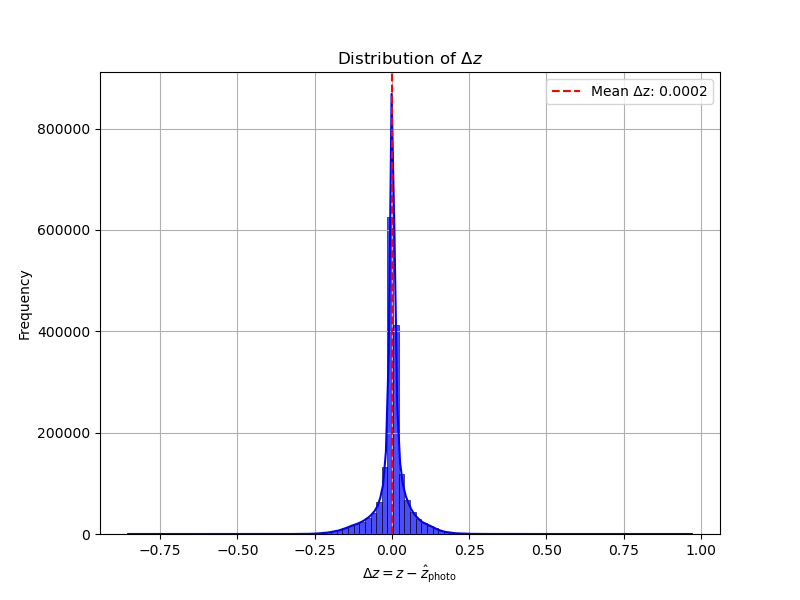 Distribution of Δz
Mean Δz: 0.0002
Frequency
800000
600000
400000
200000
0
−0.75 −0.50 −0.25 0.00 0.25 0.50 0.75 1.00
Δz = z − ẑ_photo